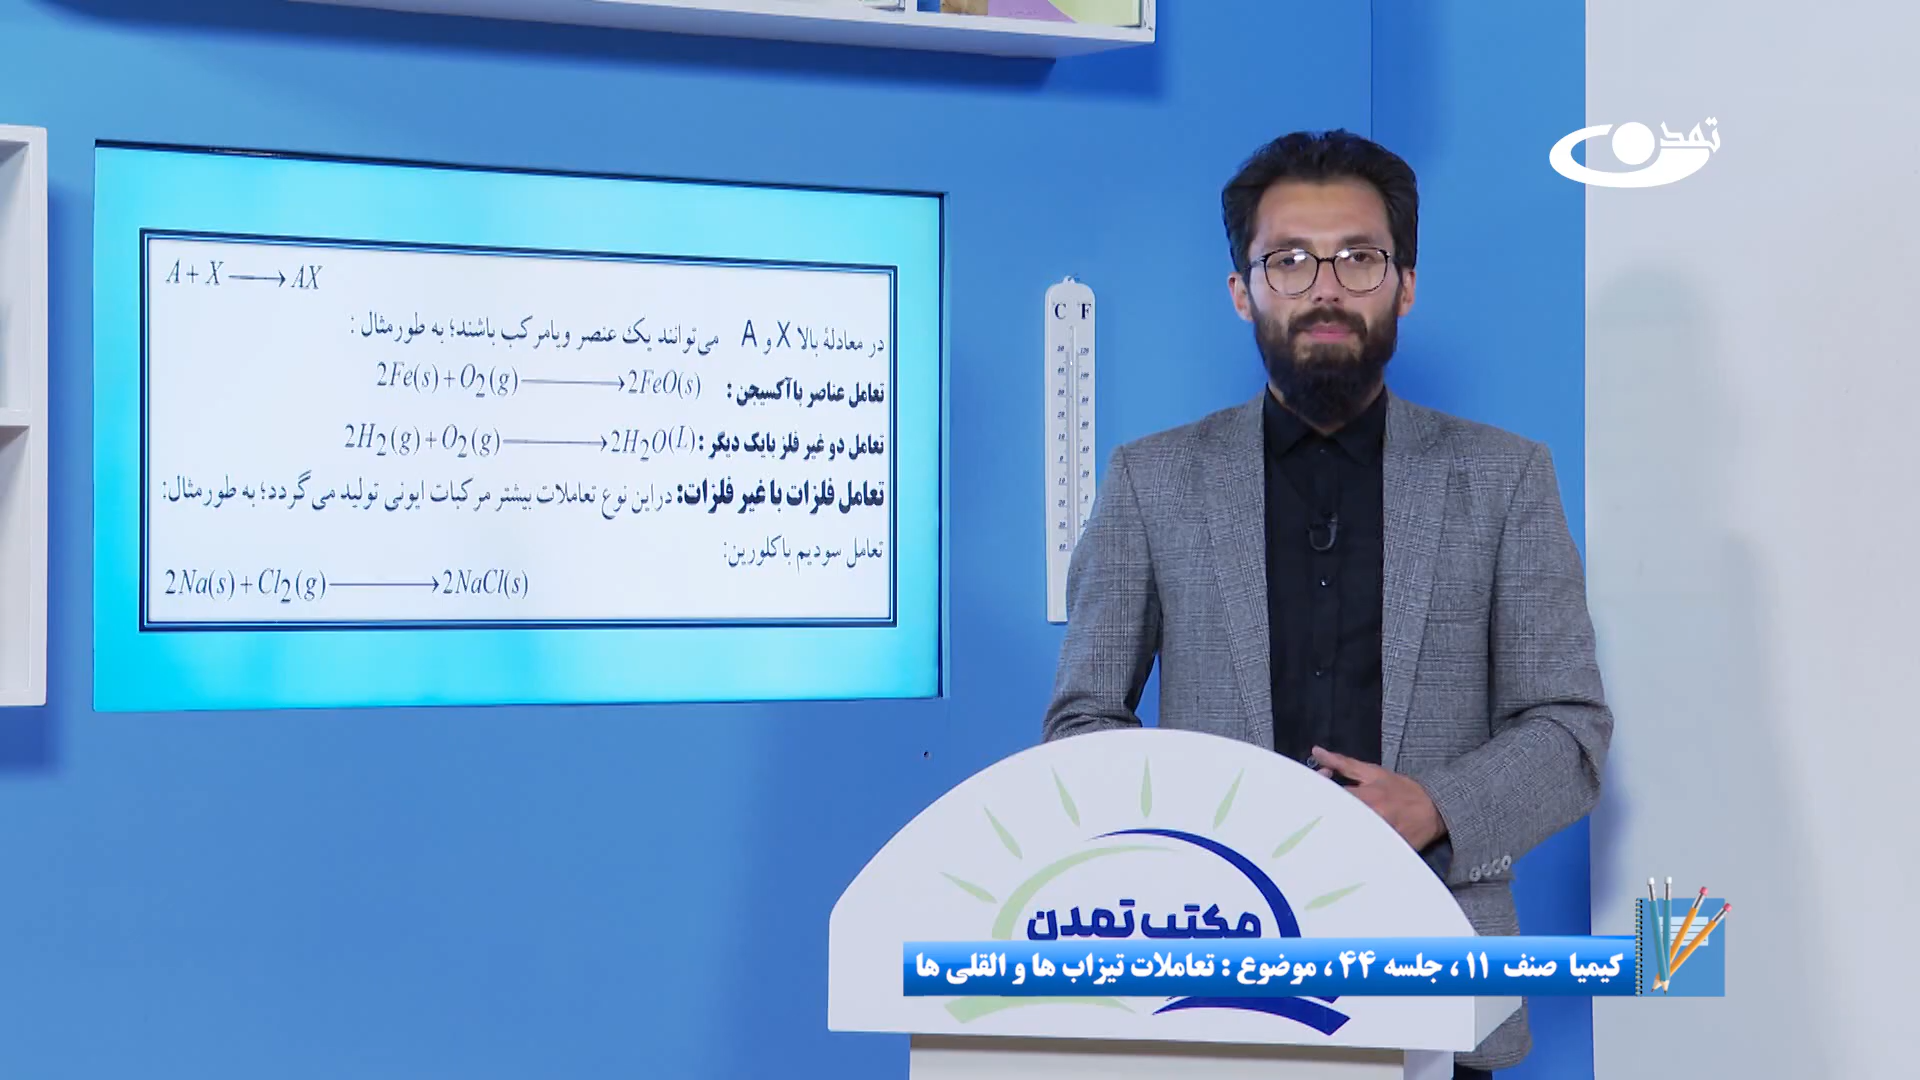 تمدن
A + X ⟶ AX
در معادلۀ بالا X و A می‌توانند یک عنصر ویامرکب باشند؛ به طورمثال :
تعامل عناصر باآکسیجن : 2Fe(s)+O2(g)⟶2FeO(s)
تعامل دو غیر فلز بایک دیگر : 2H2(g)+O2(g)⟶2H2O(L)
تعامل فلزات با غیر فلزات: دراین نوع تعاملات بیشتر مرکبات ایونی تولید می‌گردد؛ به طورمثال:
تعامل سودیم باکلورین:
2Na(s)+Cl2(g)⟶2NaCl(s)
C F
مکتب تمدن
کیمیا صنف ۱۱ ، جلسه ۴۴ ، موضوع : تعاملات تیزاب ها و القلی ها